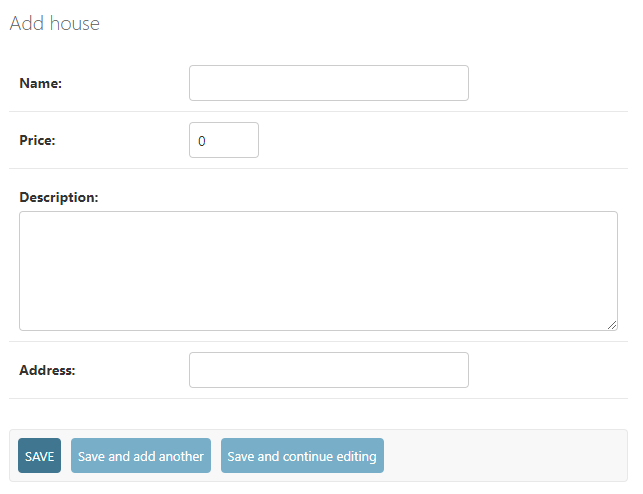 Add house
Name:
Price: 0
Description:
Address:
SAVE Save and add another Save and continue editing